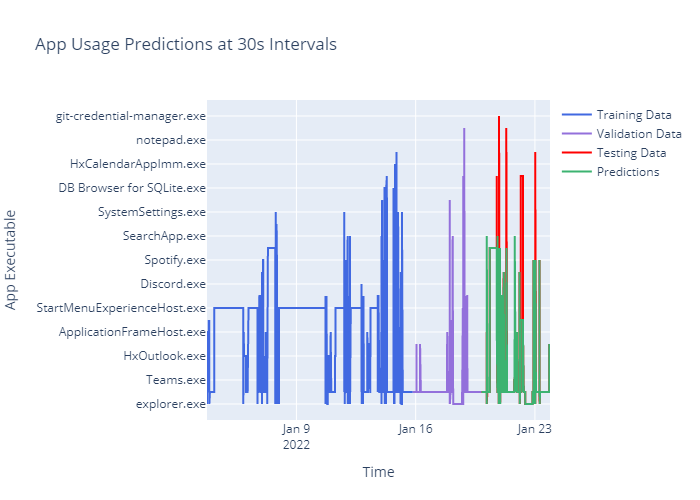 App Usage Predictions at 30s Intervals
Training Data
Validation Data
Testing Data
Predictions
git-credential-manager.exe
notepad.exe
HxCalendarAppImm.exe
DB Browser for SQLite.exe
SystemSettings.exe
SearchApp.exe
Spotify.exe
Discord.exe
StartMenuExperienceHost.exe
ApplicationFrameHost.exe
HxOutlook.exe
Teams.exe
explorer.exe
App Executable
Jan 9
2022
Jan 16
Jan 23
Time